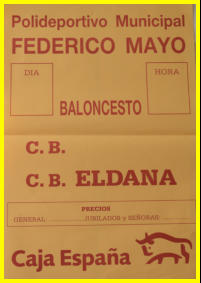 Polideportivo Municipal
FEDERICO MAYO
DIA
HORA
BALONCESTO
C. B.
C. B. ELDANA
PRECIOS
GENERAL: JUBILADOS y SEÑORAS:
Caja España